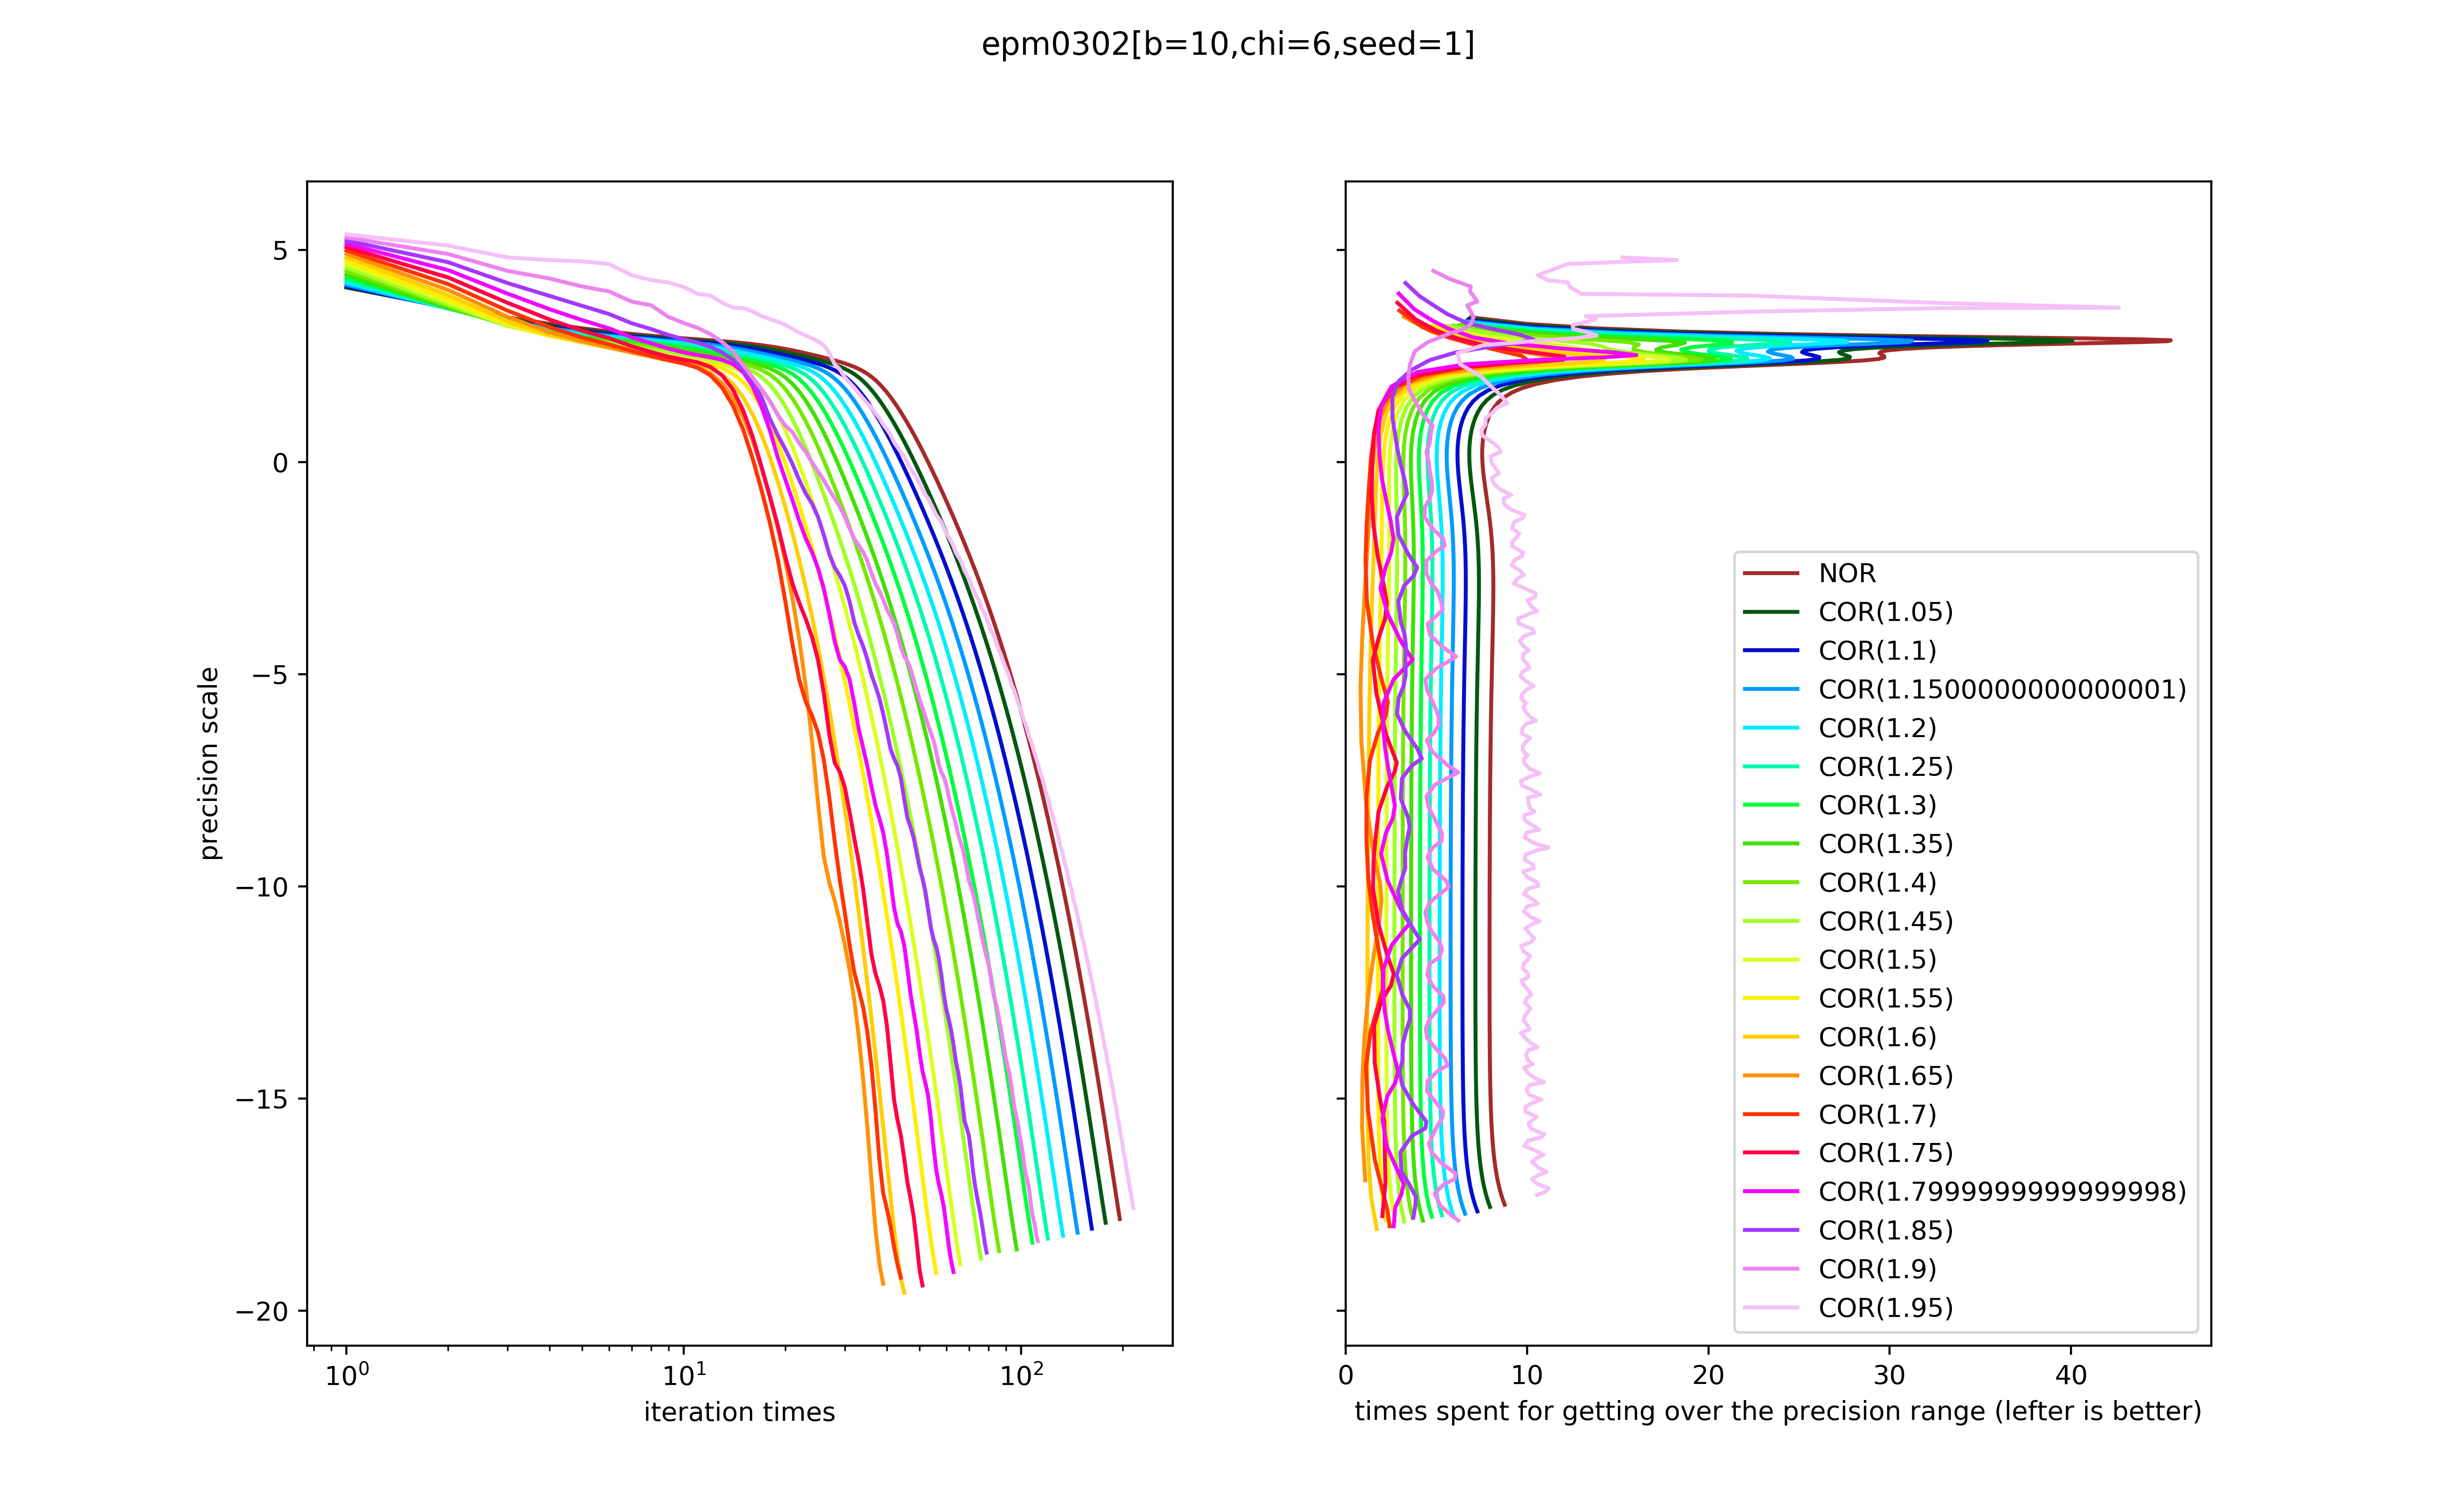 epm0302[b=10,chi=6,seed=1]
5
0
−5
−10
−15
−20
precision scale
10⁰
10¹
10²
iteration times
0
10
20
30
40
times spent for getting over the precision range (lefter is better)
NOR
COR(1.05)
COR(1.1)
COR(1.1500000000000001)
COR(1.2)
COR(1.25)
COR(1.3)
COR(1.35)
COR(1.4)
COR(1.45)
COR(1.5)
COR(1.55)
COR(1.6)
COR(1.65)
COR(1.7)
COR(1.75)
COR(1.7999999999999998)
COR(1.85)
COR(1.9)
COR(1.95)